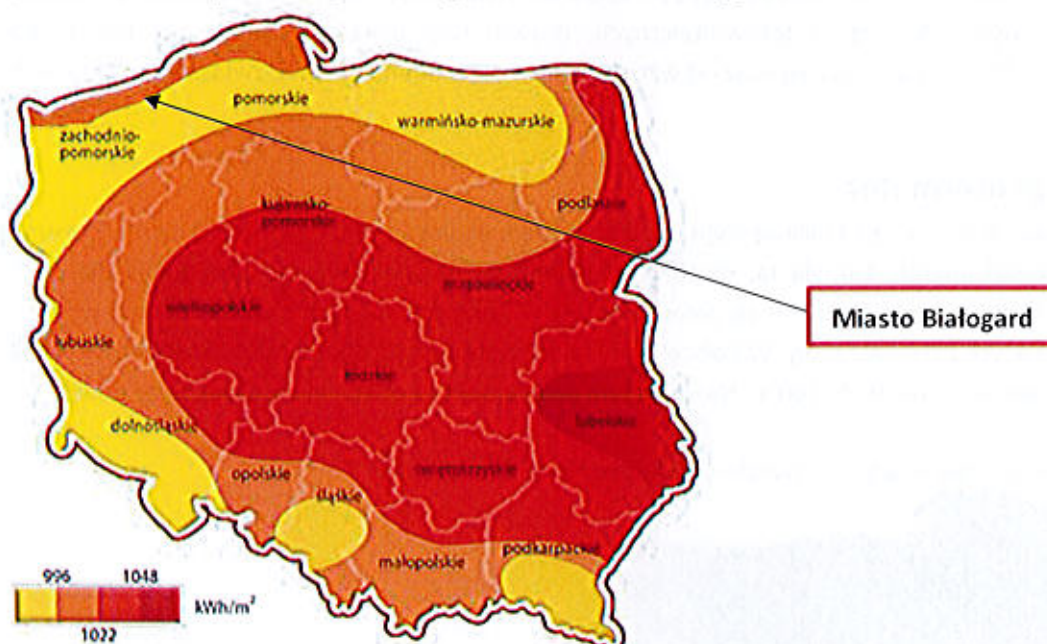 pomorskie
warmińsko-mazurskie
zachodnio-
pomorskie
podlaskie
kujawsko-
pomorskie
mazowieckie
wielkopolskie
Miasto Białogard
lubuskie
łódzkie
lubelskie
dolnośląskie
opolskie
świętokrzyskie
śląskie
podkarpackie
małopolskie
996 1048
kWh/m²
1022